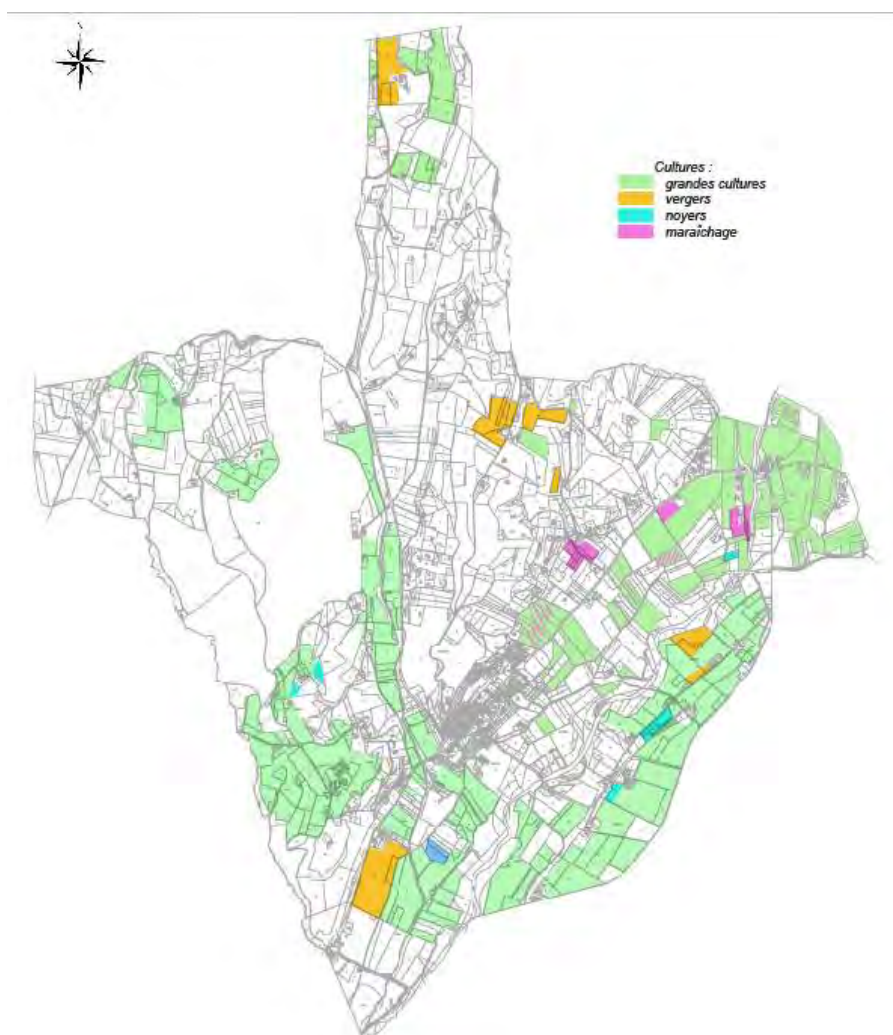 Cultures :
grandes cultures
vergers
noyers
maraîchage